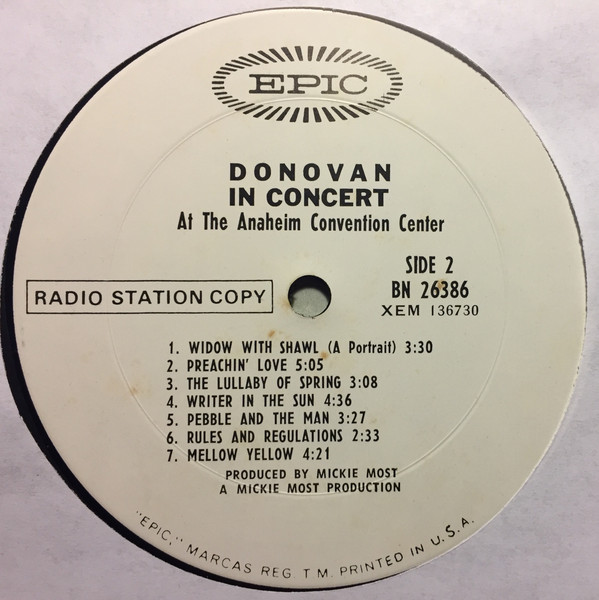 EPIC
DONOVAN
IN CONCERT
At The Anaheim Convention Center
SIDE 2
RADIO STATION COPY
BN 26386
XEM 136730
1. WIDOW WITH SHAWL (A Portrait) 3:30
2. PREACHIN' LOVE 5:05
3. THE LULLABY OF SPRING 3:08
4. WRITER IN THE SUN 4:36
5. PEBBLE AND THE MAN 3:27
6. RULES AND REGULATIONS 2:33
7. MELLOW YELLOW 4:21
PRODUCED BY MICKIE MOST
A MICKIE MOST PRODUCTION
"EPIC," MARCAS REG. T M. PRINTED IN U.S.A.